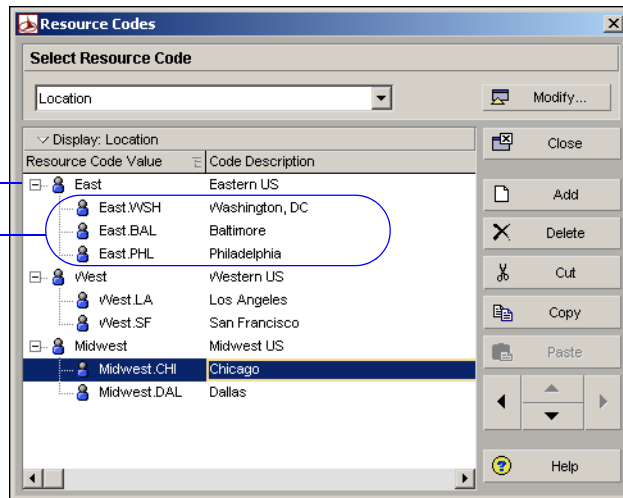 Resource Codes
Select Resource Code
Location
Modify...
Display: Location
Close
Resource Code Value Code Description
East Eastern US
Add
East.WSH Washington, DC
East.BAL Baltimore
Delete
East.PHL Philadelphia
West Western US
Cut
West.LA Los Angeles
West.SF San Francisco
Copy
Midwest Midwest US
Paste
Midwest.CHI Chicago
Midwest.DAL Dallas
Help